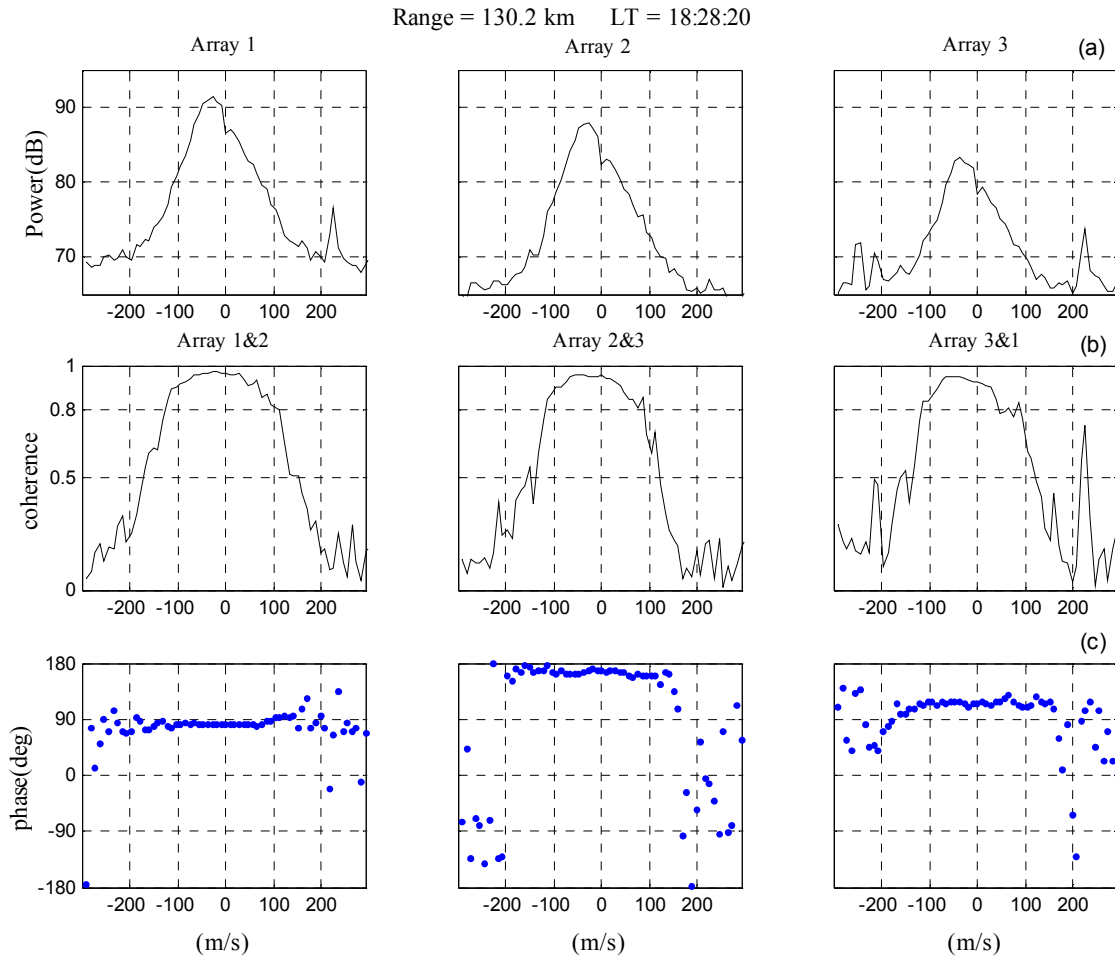 Range = 130.2 km LT = 18:28:20
Array 1 Array 2 Array 3 (a)
Power(dB)
90
80
70
-200 -100 0 100 200 -200 -100 0 100 200 -200 -100 0 100 200
Array 1&2 Array 2&3 Array 3&1 (b)
coherence
1
0.8
0.5
0
-200 -100 0 100 200 -200 -100 0 100 200 -200 -100 0 100 200
(c)
phase(deg)
180
90
0
-90
-180
-200 -100 0 100 200 -200 -100 0 100 200 -200 -100 0 100 200
(m/s) (m/s) (m/s)